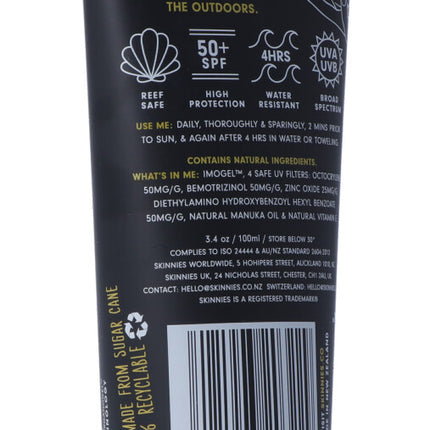 THE OUTDOORS.
50+
SPF
4HRS
UVA
UVB
REEF
SAFE
HIGH
PROTECTION
WATER
RESISTANT
BROAD
SPECTRUM
USE ME: DAILY, THOROUGHLY & SPARINGLY, 2 MINS PRIOR
TO SUN, & AGAIN AFTER 4 HRS IN WATER OR TOWELING.
CONTAINS NATURAL INGREDIENTS.
WHAT'S IN ME: IMOGEL™, 4 SAFE UV FILTERS:
50MG/G, BEMOTRIZINOL 50MG/G, ZINC OXIDE 25MG/G
DIETHYLAMINO HYDROXYBENZOYL HEXYL BENZOATE
50MG/G, NATURAL MANUKA OIL & NATURAL VITAMIN E
3.4 oz / 100ml / STORE BELOW 30°
COMPLIES TO ISO 24444 & AU/NZ STANDARD 2604:2012
SKINNIES WORLDWIDE, 5 HOHIPERE STREET, AUCKLAND 1010, NZ
SKINNIES UK, 24 NICHOLAS STREET, CHESTER, CH1 2AU, UK
CONTACT: HELLO@SKINNIES.CO.NZ SWITZERLAND:
SKINNIES IS A REGISTERED TRADEMARK
MADE FROM SUGAR CANE
% RECYCLABLE
SKINNIES.CO
IN NEW ZEALAND